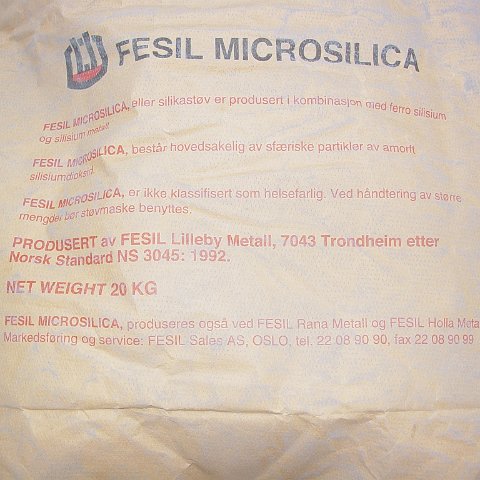 FESIL MICROSILICA
FESIL MICROSILICA, eller silikastøv er produsert i kombinasjon med ferro silisium
og silisium metall
FESIL MICROSILICA, består hovedsakelig av sfæriske partikler av amorft
silisiumdioksid.
FESIL MICROSILICA, er ikke klassifisert som helsefarlig. Ved håndtering av større
mengder bør støvmaske benyttes.
PRODUSERT av FESIL Lilleby Metall, 7043 Trondheim etter
Norsk Standard NS 3045: 1992.
NET WEIGHT 20 KG
FESIL MICROSILICA, produseres også ved FESIL Rana Metall og FESIL Holla Meta
Markedsføring og service: FESIL Sales AS, OSLO, tel. 22 08 90 90, fax 22 08 90 99